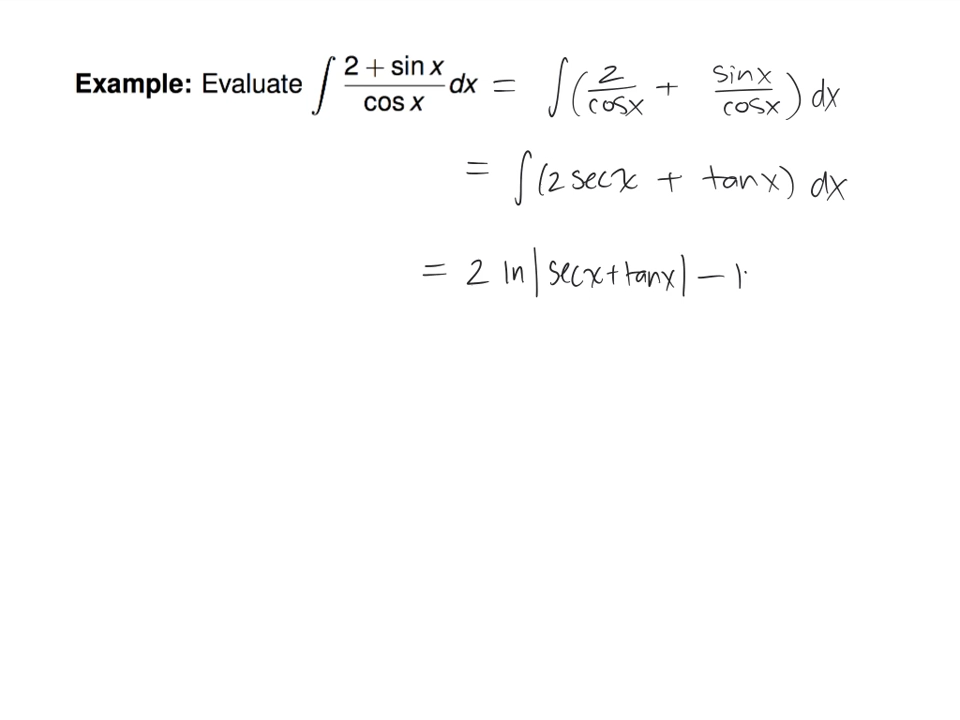 Example: Evaluate ∫ (2 + sin x)/(cos x) dx = ∫(2/cosx + sinx/cosx) dx
= ∫(2 secx + tanx) dx
= 2 ln|secx+tanx| − l